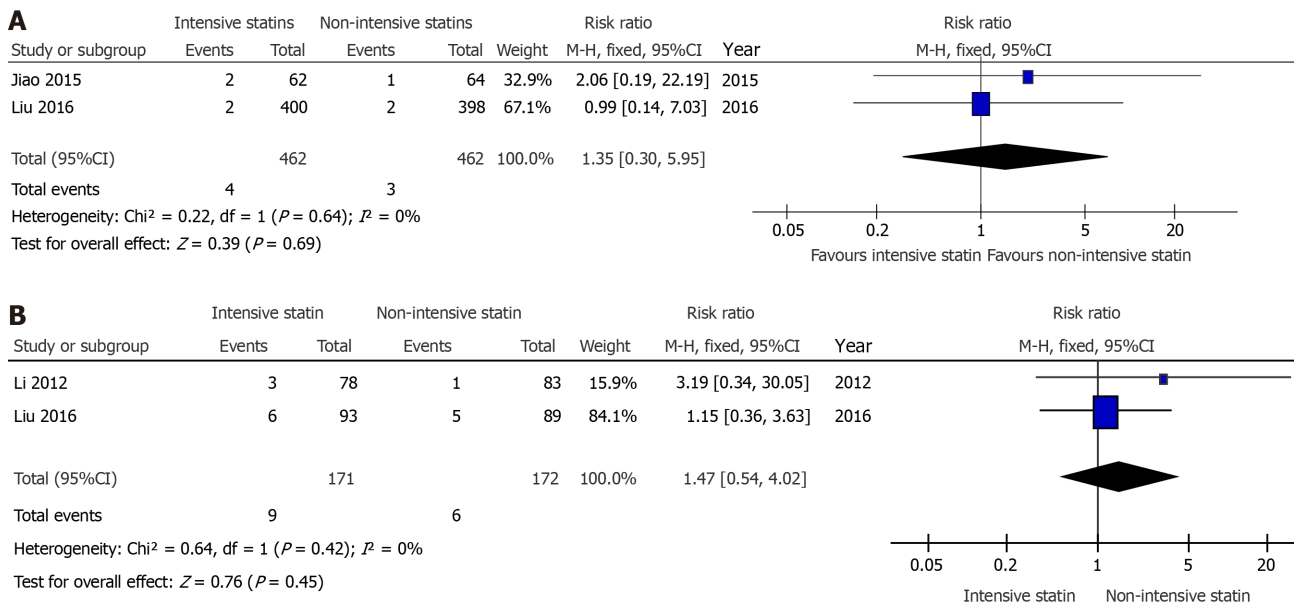 A
Intensive statins Non-intensive statins Risk ratio Risk ratio
Study or subgroup Events Total Events Total Weight M-H, fixed, 95%CI Year M-H, fixed, 95%CI
Jiao 2015 2 62 1 64 32.9% 2.06 [0.19, 22.19] 2015
Liu 2016 2 400 2 398 67.1% 0.99 [0.14, 7.03] 2016
Total (95%CI) 462 462 100.0% 1.35 [0.30, 5.95]
Total events 4 3
Heterogeneity: Chi² = 0.22, df = 1 (P = 0.64); I² = 0%
Test for overall effect: Z = 0.39 (P = 0.69)
0.05 0.2 1 5 20
Favours intensive statin Favours non-intensive statin
B
Intensive statin Non-intensive statin Risk ratio Risk ratio
Study or subgroup Events Total Events Total Weight M-H, fixed, 95%CI Year M-H, fixed, 95%CI
Li 2012 3 78 1 83 15.9% 3.19 [0.34, 30.05] 2012
Liu 2016 6 93 5 89 84.1% 1.15 [0.36, 3.63] 2016
Total (95%CI) 171 172 100.0% 1.47 [0.54, 4.02]
Total events 9 6
Heterogeneity: Chi² = 0.64, df = 1 (P = 0.42); I² = 0%
Test for overall effect: Z = 0.76 (P = 0.45)
0.05 0.2 1 5 20
Intensive statin Non-intensive statin